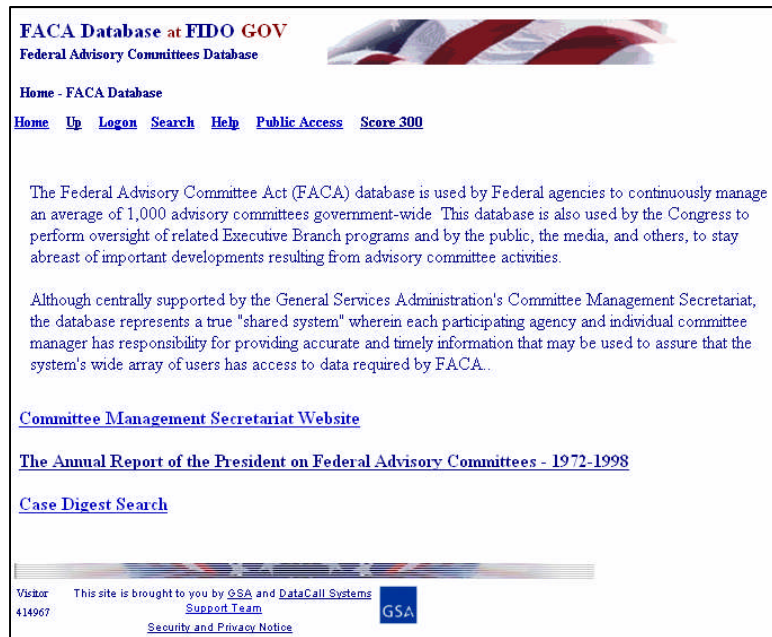 FACA Database at FIDO GOV
Federal Advisory Committees Database
Home - FACA Database
Home Up Logon Search Help Public Access Score 300
The Federal Advisory Committee Act (FACA) database is used by Federal agencies to continuously manage
an average of 1,000 advisory committees government-wide This database is also used by the Congress to
perform oversight of related Executive Branch programs and by the public, the media, and others, to stay
abreast of important developments resulting from advisory committee activities.
Although centrally supported by the General Services Administration's Committee Management Secretariat,
the database represents a true "shared system" wherein each participating agency and individual committee
manager has responsibility for providing accurate and timely information that may be used to assure that the
system's wide array of users has access to data required by FACA..
Committee Management Secretariat Website
The Annual Report of the President on Federal Advisory Committees - 1972-1998
Case Digest Search
Visitor
414967
This site is brought to you by GSA and DataCall Systems
Support Team
Security and Privacy Notice
GSA